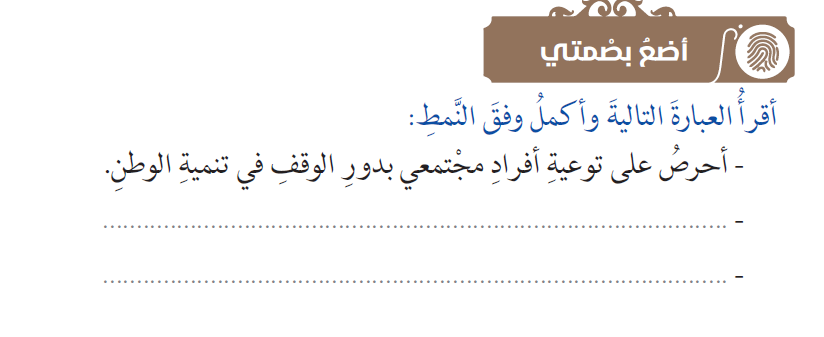 أضعُ بصْمتي
أقرأُ العبارةَ التاليةَ وأكملُ وفقَ النَّمطِ:
- أحرصُ على توعيةِ أفرادِ مجْتمعي بدورِ الوقفِ في تنميةِ الوطنِ.
- ............................................................................................
- ............................................................................................